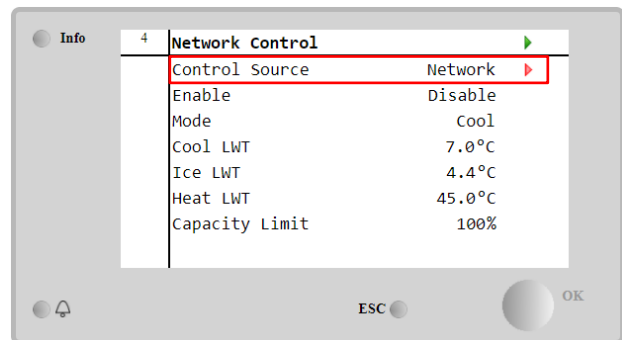 Info
4 Network Control
Control Source Network
Enable Disable
Mode Cool
Cool LWT 7.0°C
Ice LWT 4.4°C
Heat LWT 45.0°C
Capacity Limit 100%
ESC OK